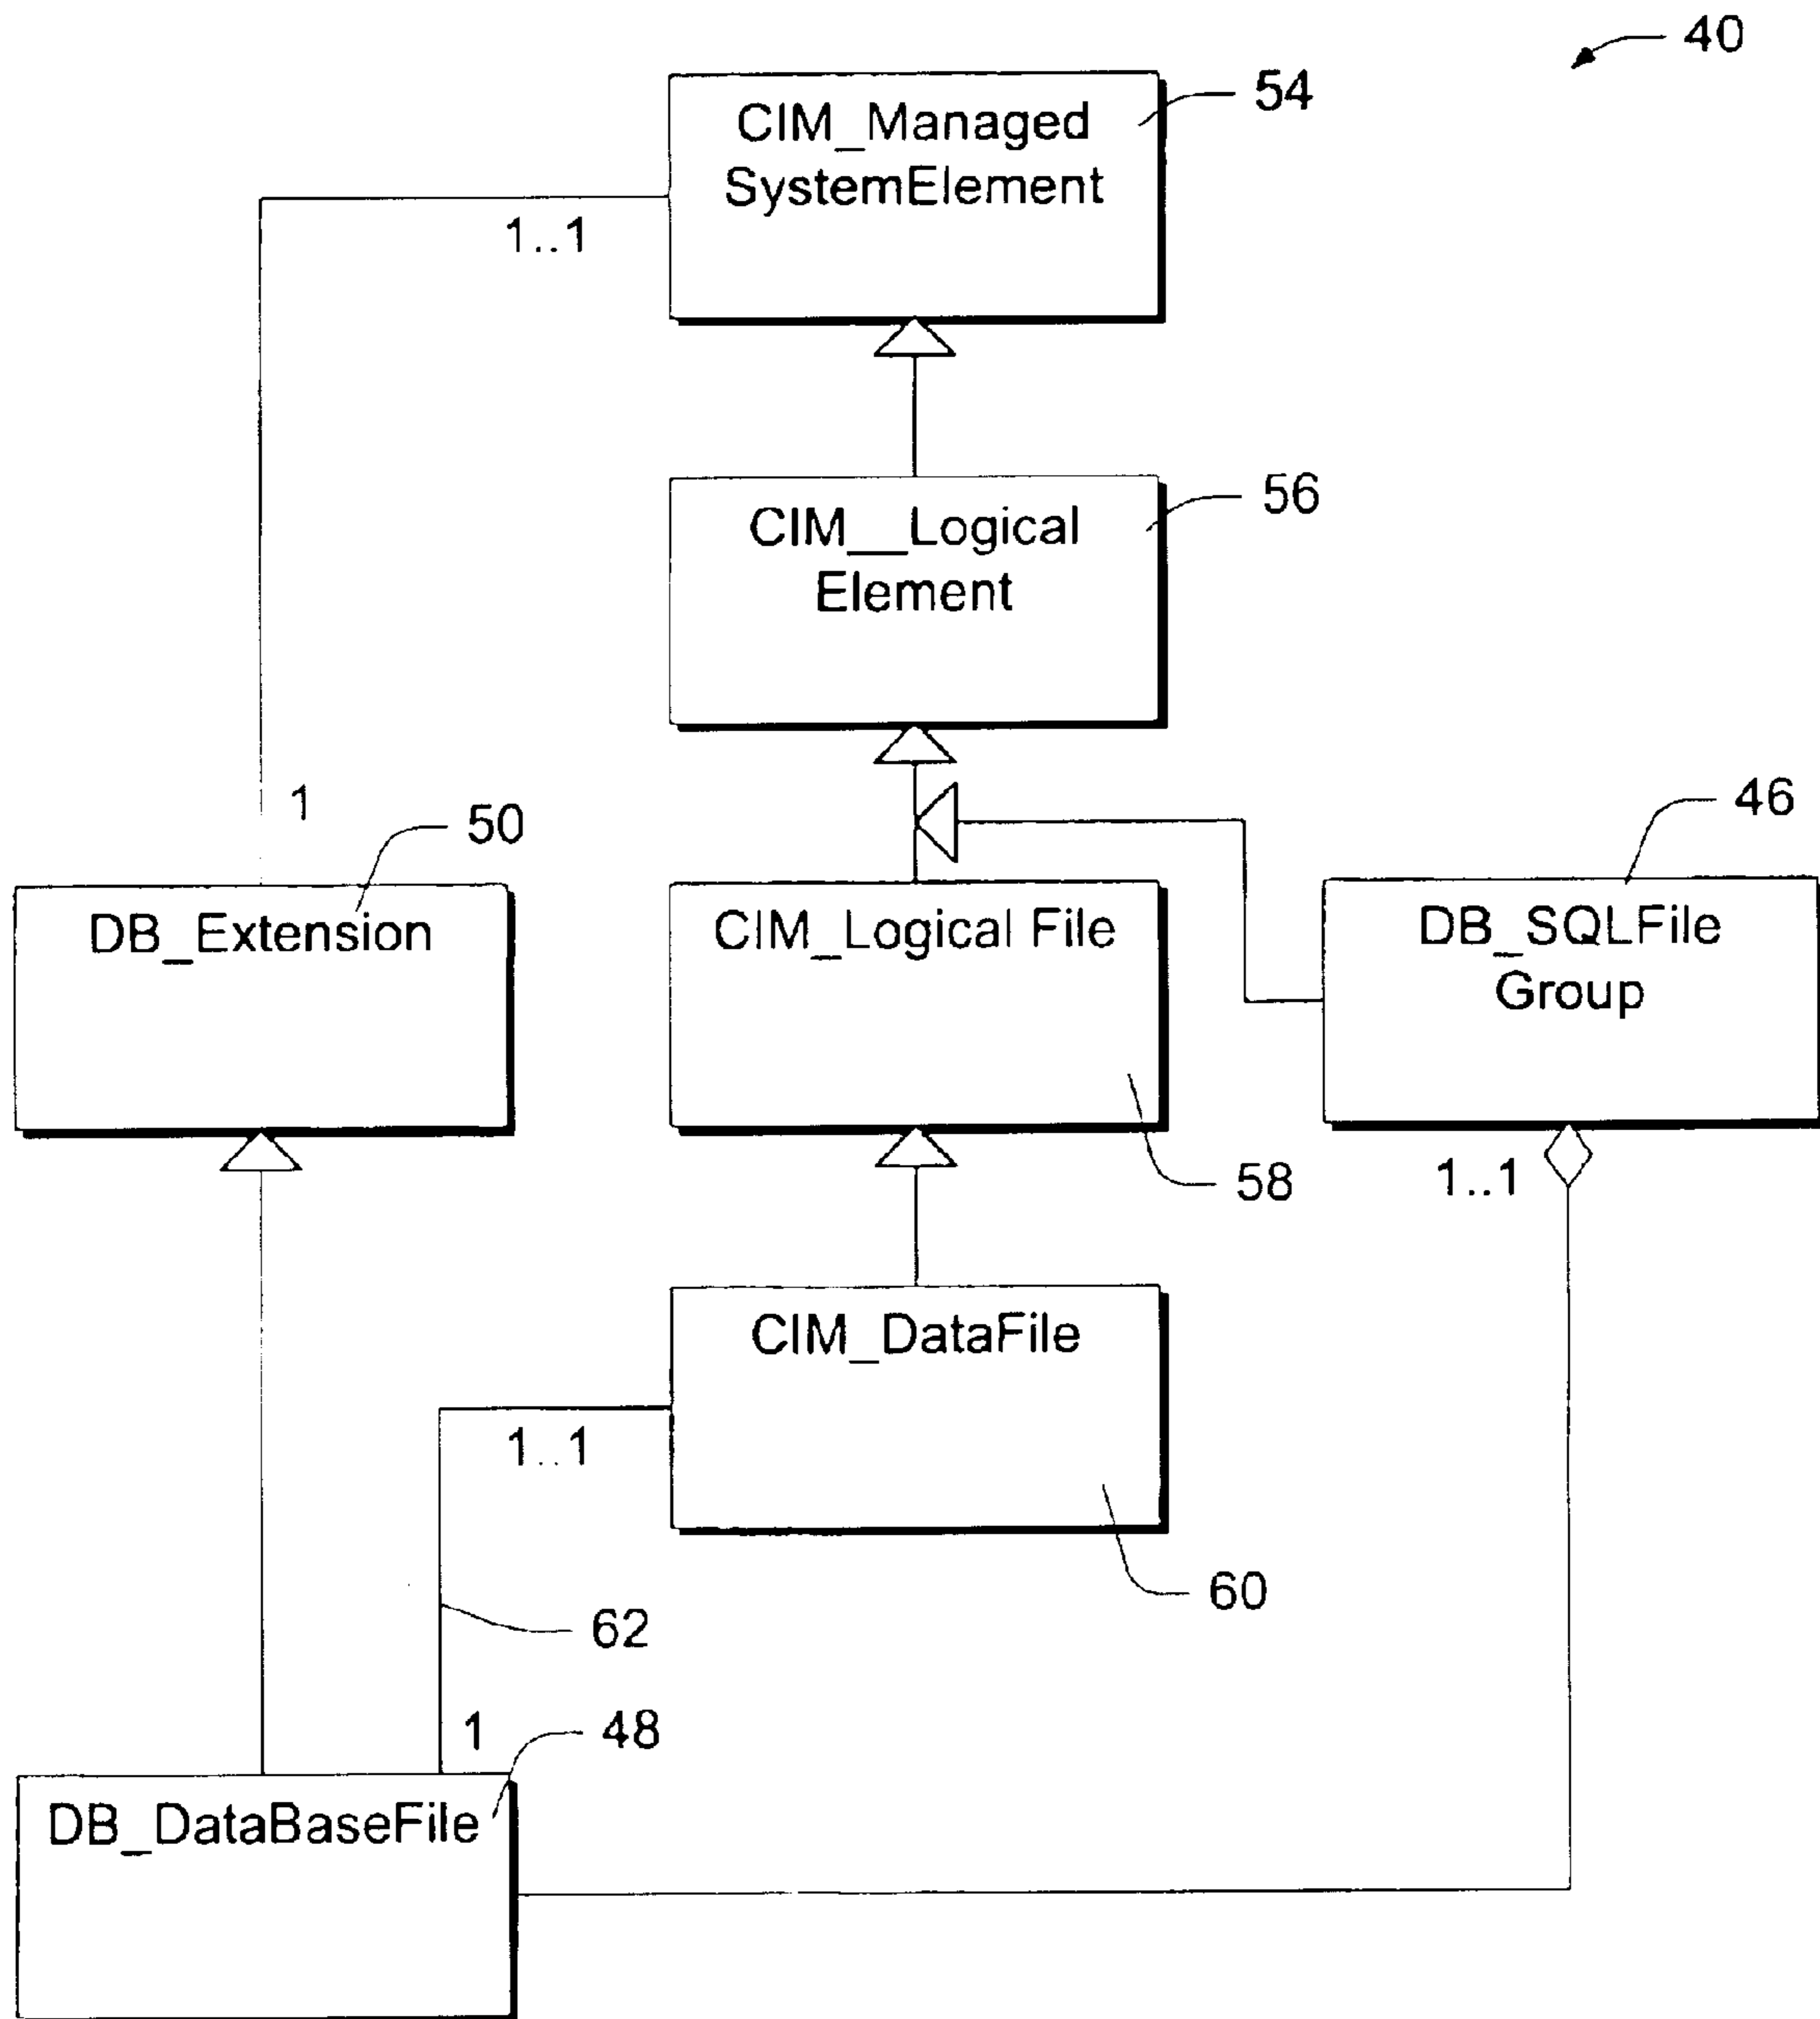 40
54
CIM_Managed
SystemElement
1..1
56
CIM__Logical
Element
1
50
46
DB_Extension
CIM_Logical File
DB_SQLFile
Group
58
1..1
CIM_DataFile
1..1
60
62
1
48
DB_DataBaseFile